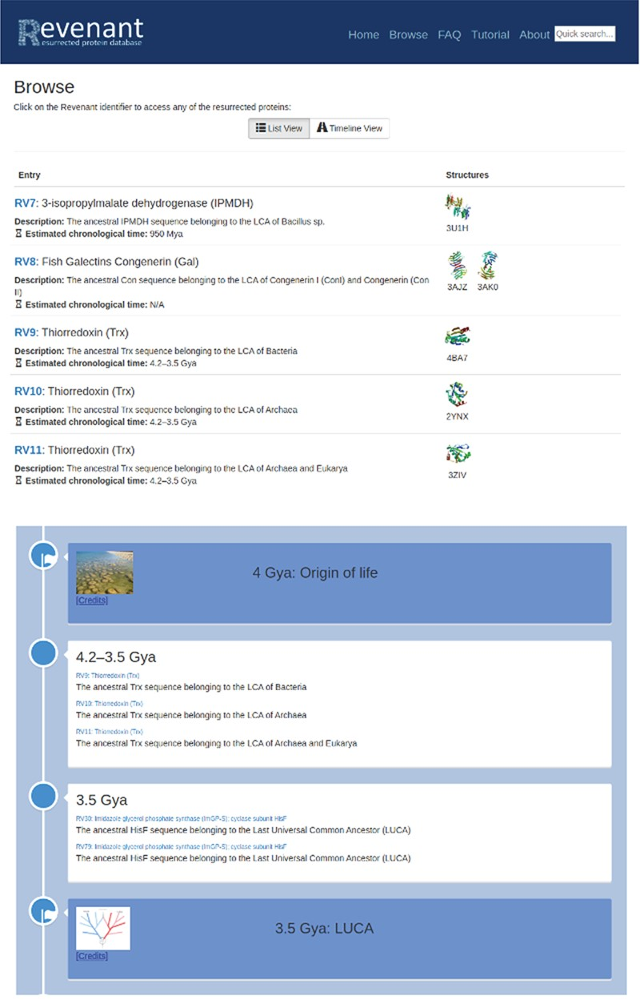 Revenant
esurrected protein database
Home Browse FAQ Tutorial About Quick search...
Browse
Click on the Revenant identifier to access any of the resurrected proteins:
List View Timeline View
Entry Structures
RV7: 3-isopropylmalate dehydrogenase (IPMDH)
Description: The ancestral IPMDH sequence belonging to the LCA of Bacillus sp.
Estimated chronological time: 950 Mya
3U1H
RV8: Fish Galectins Congenerin (Gal)
Description: The ancestral Con sequence belonging to the LCA of Congenerin I (ConI) and Congenerin (Con
II)
Estimated chronological time: N/A
3AJZ 3AK0
RV9: Thiorredoxin (Trx)
Description: The ancestral Trx sequence belonging to the LCA of Bacteria
Estimated chronological time: 4.2–3.5 Gya
4BA7
RV10: Thiorredoxin (Trx)
Description: The ancestral Trx sequence belonging to the LCA of Archaea
Estimated chronological time: 4.2–3.5 Gya
2YNX
RV11: Thiorredoxin (Trx)
Description: The ancestral Trx sequence belonging to the LCA of Archaea and Eukarya
Estimated chronological time: 4.2–3.5 Gya
3ZIV
4 Gya: Origin of life
[Credits]
4.2–3.5 Gya
RV9: Thiorredoxin (Trx)
The ancestral Trx sequence belonging to the LCA of Bacteria
RV10: Thiorredoxin (Trx)
The ancestral Trx sequence belonging to the LCA of Archaea
RV11: Thiorredoxin (Trx)
The ancestral Trx sequence belonging to the LCA of Archaea and Eukarya
3.5 Gya
RV30: Imidazole glycerol phosphate synthase (ImGP-S); cyclase subunit HisF
The ancestral HisF sequence belonging to the Last Universal Common Ancestor (LUCA)
RV79: Imidazole glycerol phosphate synthase (ImGP-S); cyclase subunit HisF
The ancestral HisF sequence belonging to the Last Universal Common Ancestor (LUCA)
3.5 Gya: LUCA
[Credits]